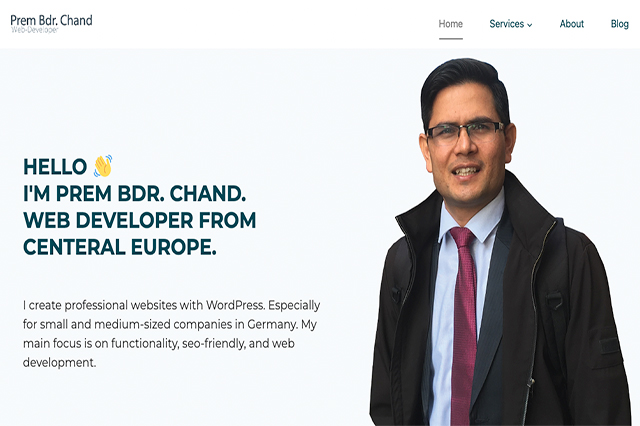 Prem Bdr. Chand
Web-Developer
Home
Services
About
Blog
HELLO 👋
I'M PREM BDR. CHAND.
WEB DEVELOPER FROM
CENTERAL EUROPE.
I create professional websites with WordPress. Especially
for small and medium-sized companies in Germany. My
main focus is on functionality, seo-friendly, and web
development.